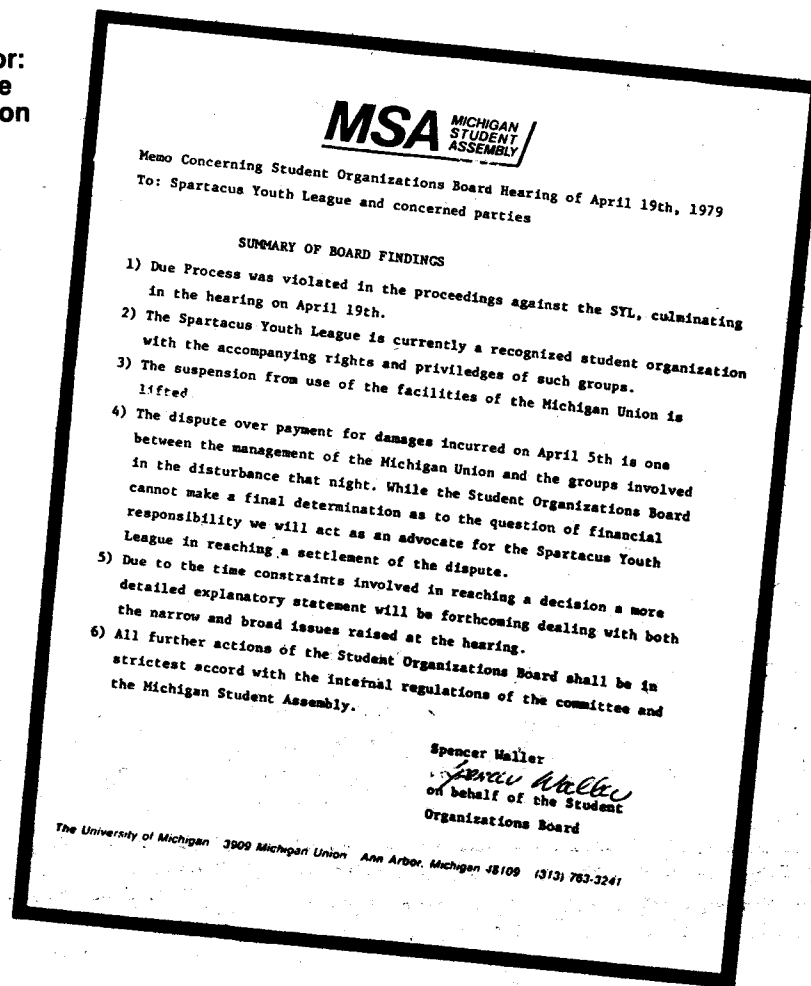 or:
e
on
MSA MICHIGAN
STUDENT
ASSEMBLY
Memo Concerning Student Organizations Board Hearing of April 19th, 1979
To: Spartacus Youth League and concerned parties
SUMMARY OF BOARD FINDINGS
1) Due Process was violated in the proceedings against the SYL, culminating
in the hearing on April 19th.
2) The Spartacus Youth League is currently a recognized student organization
with the accompanying rights and priviledges of such groups.
3) The suspension from use of the facilities of the Michigan Union is
lifted
4) The dispute over payment for damages incurred on April 5th is one
between the management of the Michigan Union and the groups involved
in the disturbance that night. While the Student Organizations Board
cannot make a final determination as to the question of financial
responsibility we will act as an advocate for the Spartacus Youth
League in reaching a settlement of the dispute.
5) Due to the time constraints involved in reaching a decision a more
detailed explanatory statement will be forthcoming dealing with both
the narrow and broad issues raised at the hearing.
6) All further actions of the Student Organizations Board shall be in
strictest accord with the internal regulations of the committee and
the Michigan Student Assembly.
Spencer Waller
Spencer Waller
on behalf of the Student
Organizations Board
The University of Michigan 3909 Michigan Union Ann Arbor, Michigan 48109 (313) 763-3241